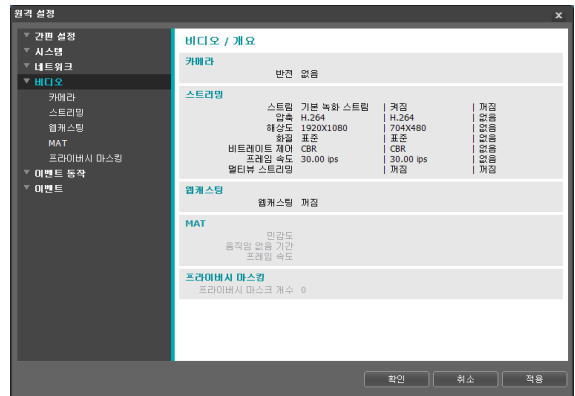 원격 설정 x
간편 설정
시스템
네트워크
비디오
카메라
스트리밍
웹캐스팅
MAT
프라이버시 마스킹
이벤트 동작
이벤트
비디오 / 개요
카메라
반전 없음
스트리밍
스트림 기본 녹화 스트림 | 켜짐 | 꺼짐
압축 H.264 | H.264 | 없음
해상도 1920X1080 | 704X480 | 없음
화질 표준 | 표준 | 없음
비트레이트 제어 CBR | CBR | 없음
프레임 속도 30.00 ips | 30.00 ips | 없음
멀티뷰 스트리밍 | 꺼짐 | 꺼짐
웹캐스팅
웹캐스팅 꺼짐
MAT
민감도
움직임 없음 기간
프레임 속도
프라이버시 마스킹
프라이버시 마스크 개수 0
확인 취소 적용